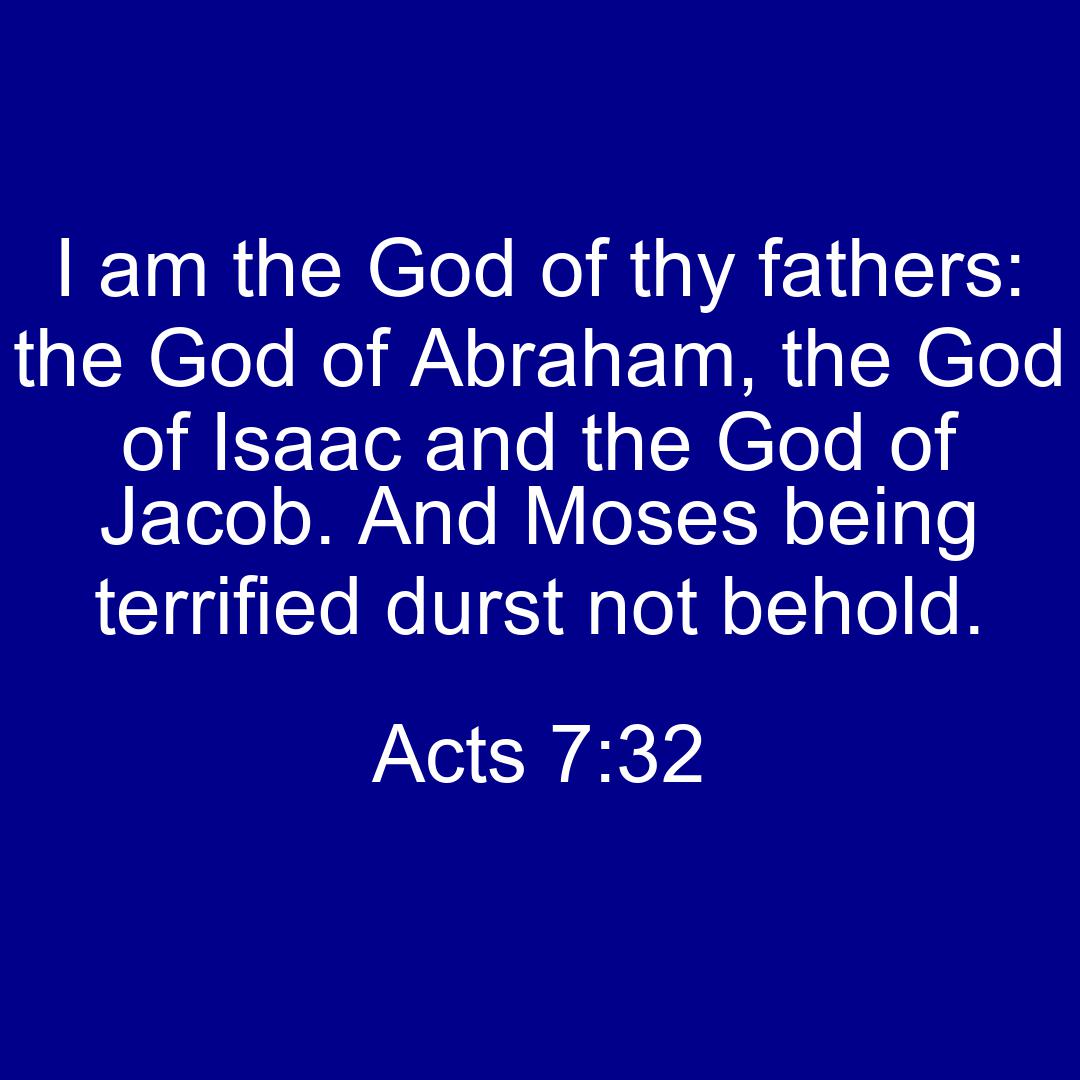 I am the God of thy fathers:
the God of Abraham, the God
of Isaac and the God of
Jacob. And Moses being
terrified durst not behold.
Acts 7:32